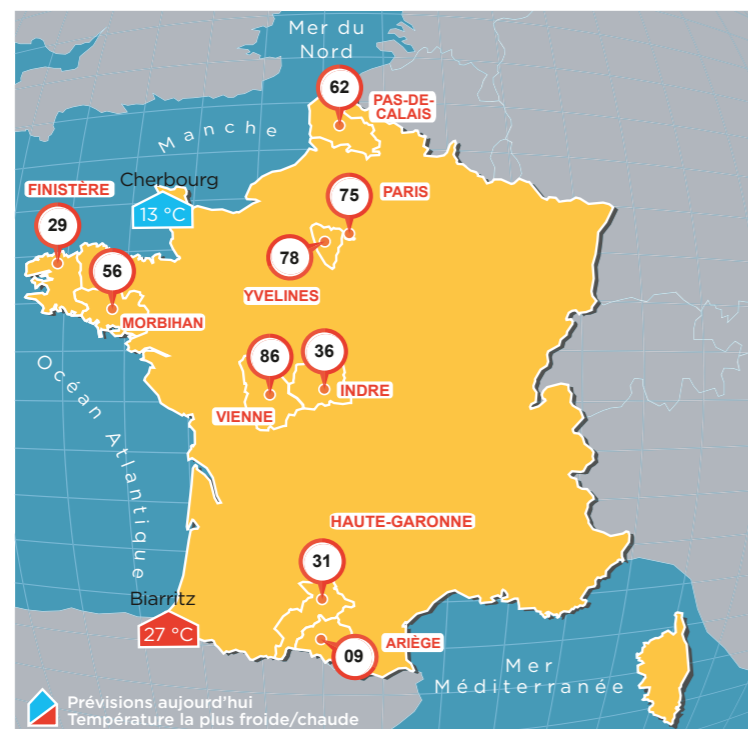 Mer du
Nord
62
PAS-DE-
CALAIS
Manche
Cherbourg
13 °C
FINISTÈRE
29
75
PARIS
56
78
YVELINES
MORBIHAN
86
36
INDRE
VIENNE
Océan Atlantique
HAUTE-GARONNE
31
Biarritz
27 °C
ARIÈGE
09
Mer
Méditerranée
Prévisions aujourd'hui
Température la plus froide/chaude